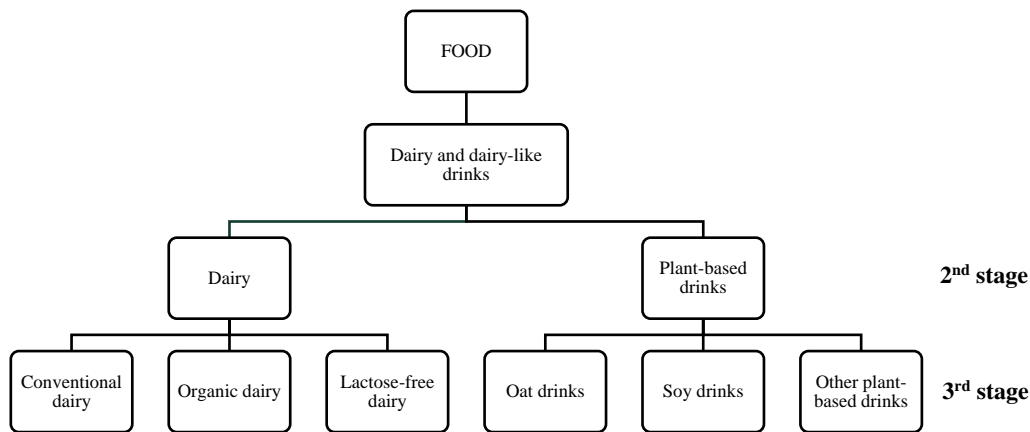 FOOD
Dairy and dairy-like
drinks
Dairy
Plant-based
drinks
2nd stage
Conventional
dairy
Organic dairy
Lactose-free
dairy
Oat drinks
Soy drinks
Other plant-
based drinks
3rd stage